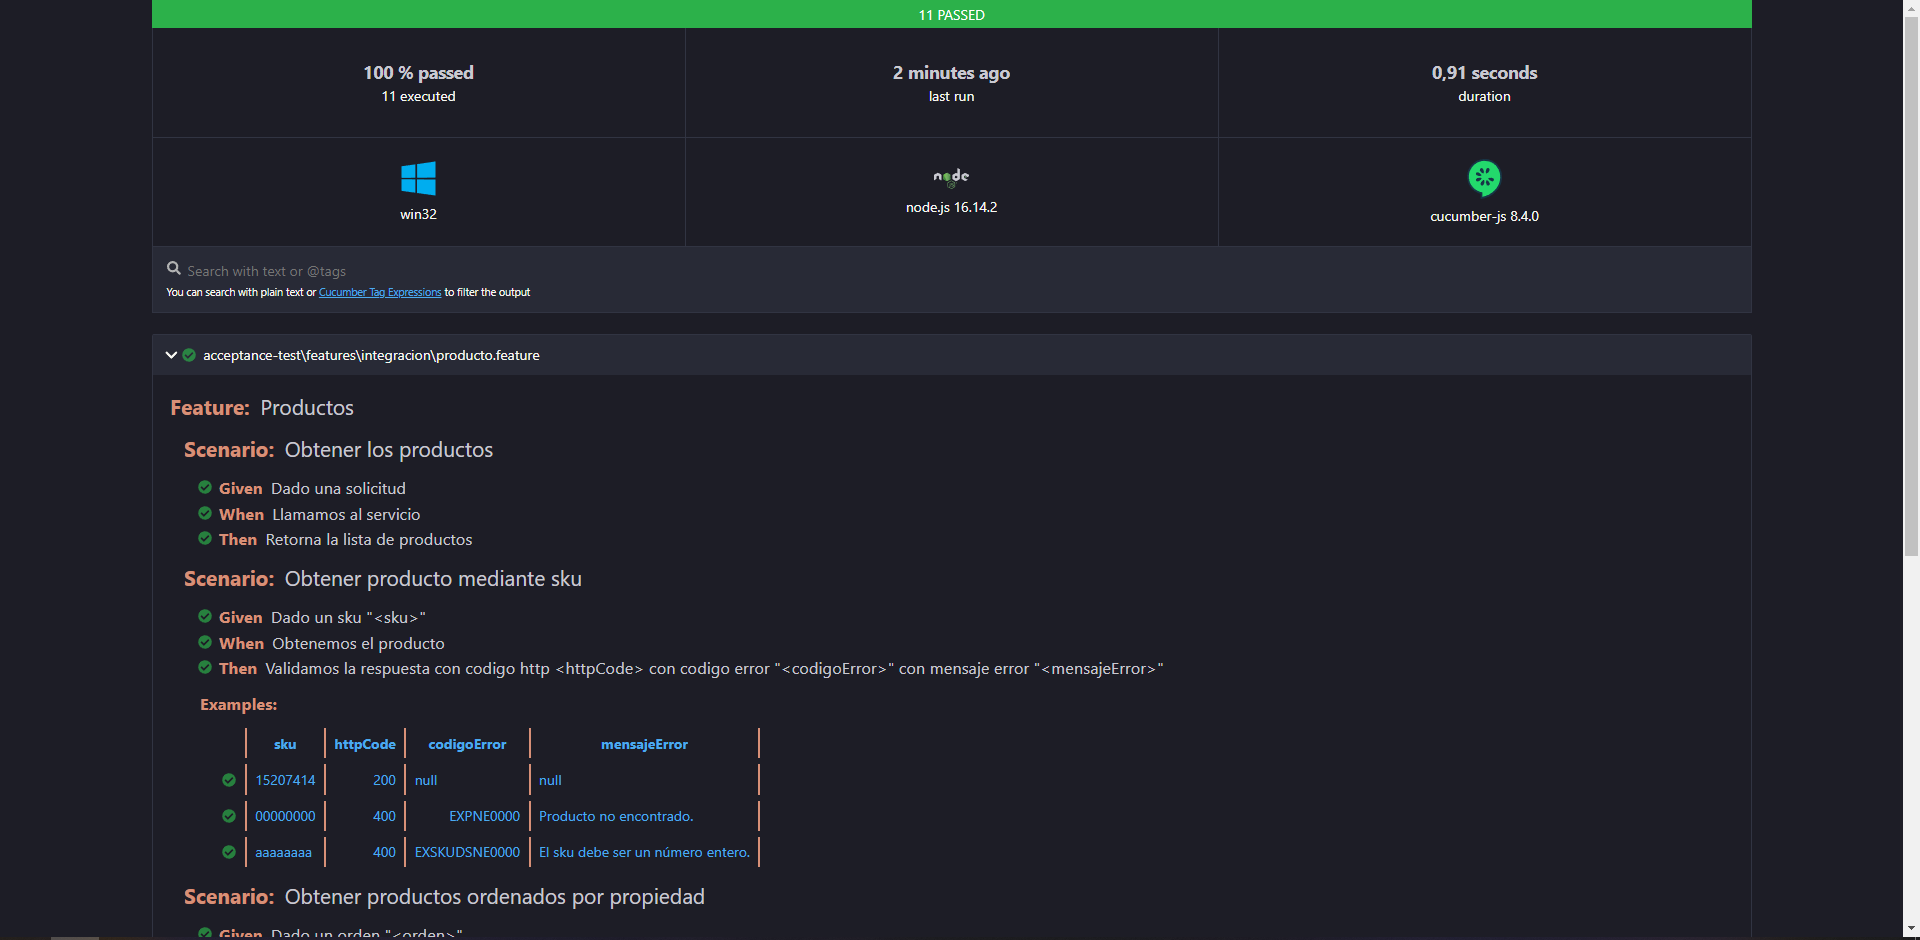 11 PASSED
100 % passed
11 executed
2 minutes ago
last run
0,91 seconds
duration
win32
node
node.js 16.14.2
cucumber-js 8.4.0
Search with text or @tags
You can search with plain text or Cucumber Tag Expressions to filter the output
acceptance-test\features\integracion\producto.feature
Feature: Productos
Scenario: Obtener los productos
Given Dado una solicitud
When Llamamos al servicio
Then Retorna la lista de productos
Scenario: Obtener producto mediante sku
Given Dado un sku "<sku>"
When Obtenemos el producto
Then Validamos la respuesta con codigo http <httpCode> con codigo error "<codigoError>" con mensaje error "<mensajeError>"
Examples:
sku httpCode codigoError mensajeError
15207414 200 null null
00000000 400 EXPNE0000 Producto no encontrado.
aaaaaaaa 400 EXSKUDSNE0000 El sku debe ser un número entero.
Scenario: Obtener productos ordenados por propiedad
Given Dado un orden "<orden>"